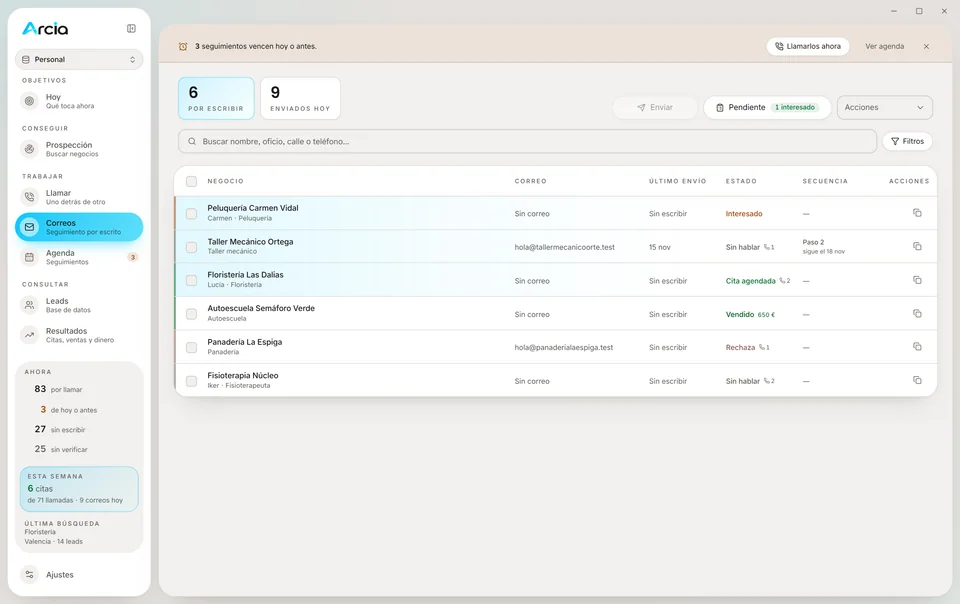 Arcia
Personal
OBJETIVOS
Hoy
Qué toca ahora
CONSEGUIR
Prospección
Buscar negocios
TRABAJAR
Llamar
Uno detrás de otro
Correos
Seguimiento por escrito
Agenda
Seguimientos
3
CONSULTAR
Leads
Base de datos
Resultados
Citas, ventas y dinero
AHORA
83 por llamar
3 de hoy o antes
27 sin escribir
25 sin verificar
ESTA SEMANA
6 citas
de 71 llamadas · 9 correos hoy
ÚLTIMA BÚSQUEDA
Floristería
Valencia · 14 leads
Ajustes
3 seguimientos vencen hoy o antes.
Llamarlos ahora
Ver agenda
6
POR ESCRIBIR
9
ENVIADOS HOY
Enviar
Pendiente 1 interesado
Acciones
Buscar nombre, oficio, calle o teléfono...
Filtros
NEGOCIO CORREO ÚLTIMO ENVÍO ESTADO SECUENCIA ACCIONES
Peluquería Carmen Vidal
Carmen · Peluquería
Sin correo Sin escribir Interesado —
Taller Mecánico Ortega
Taller mecánico
hola@tallermecanicoorte.test 15 nov Sin hablar 1
Paso 2
sigue el 18 nov
Floristería Las Dalias
Lucía · Floristería
Sin correo Sin escribir Cita agendada 2 —
Autoescuela Semáforo Verde
Autoescuela
Sin correo Sin escribir Vendido 650 € —
Panadería La Espiga
Panadería
hola@panaderialaespiga.test Sin escribir Rechaza 1 —
Fisioterapia Núcleo
Iker · Fisioterapeuta
Sin correo Sin escribir Sin hablar 2 —